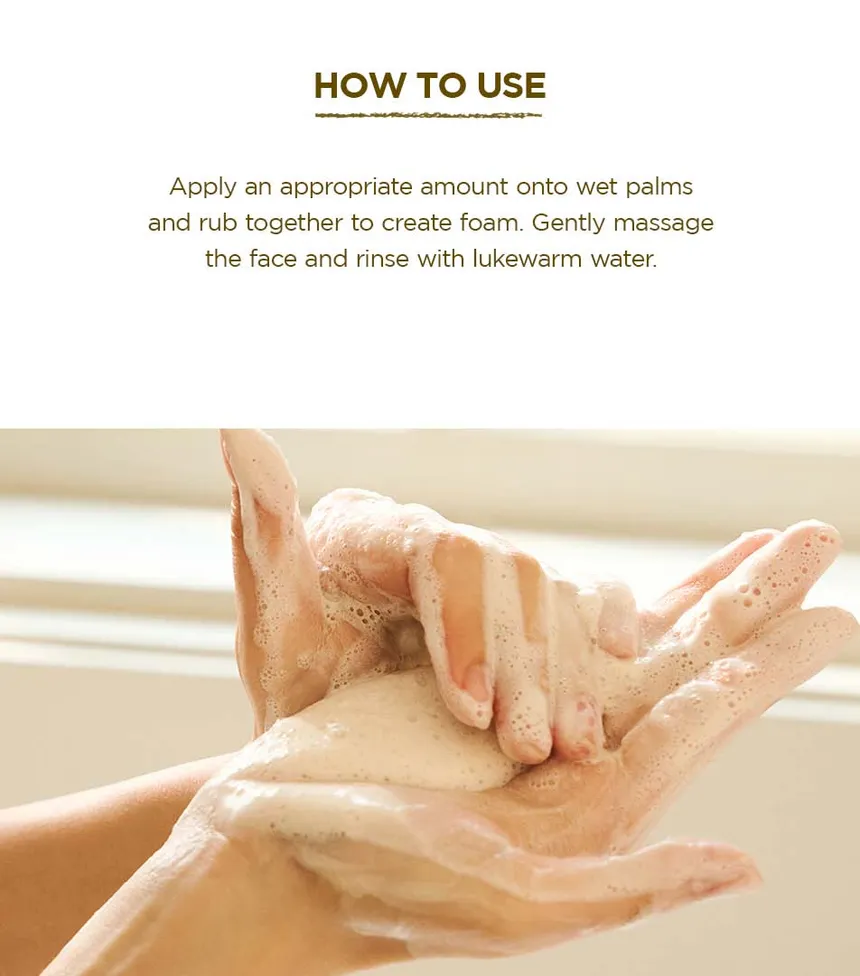 HOW TO USE
Apply an appropriate amount onto wet palms
and rub together to create foam. Gently massage
the face and rinse with lukewarm water.